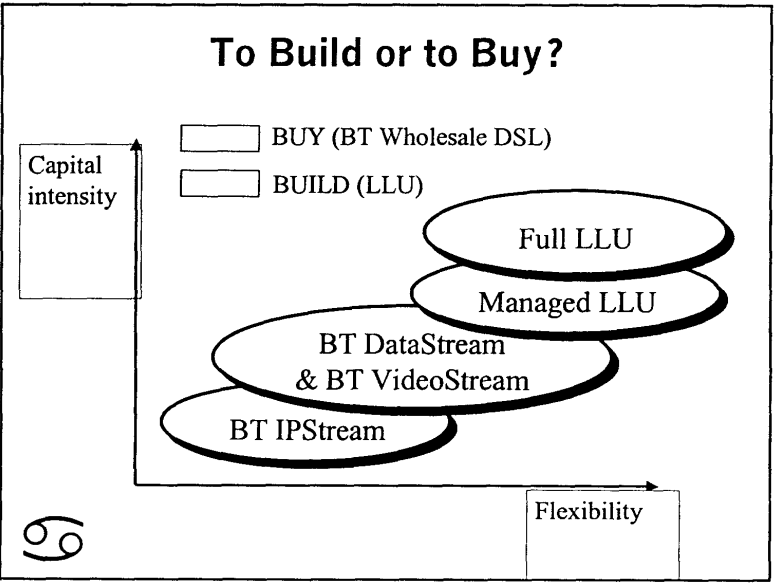 To Build or to Buy?
BUY (BT Wholesale DSL)
BUILD (LLU)
Capital
intensity
Full LLU
Managed LLU
BT DataStream
& BT VideoStream
BT IPStream
Flexibility